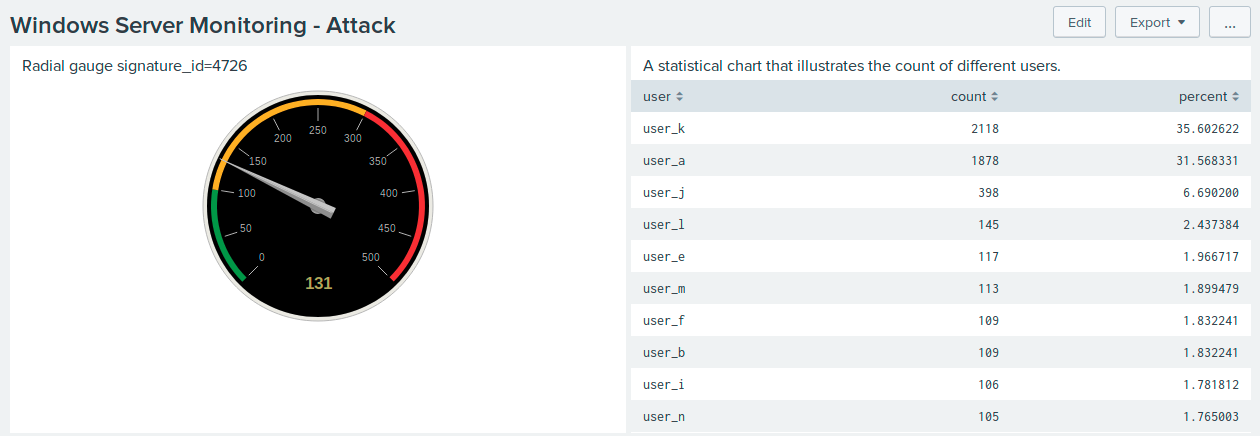 Windows Server Monitoring - Attack
Edit
Export
...
Radial gauge signature_id=4726
0
50
100
150
200
250
300
350
400
450
500
131
A statistical chart that illustrates the count of different users.
user count percent
user_k 2118 35.602622
user_a 1878 31.568331
user_j 398 6.690200
user_l 145 2.437384
user_e 117 1.966717
user_m 113 1.899479
user_f 109 1.832241
user_b 109 1.832241
user_i 106 1.781812
user_n 105 1.765003